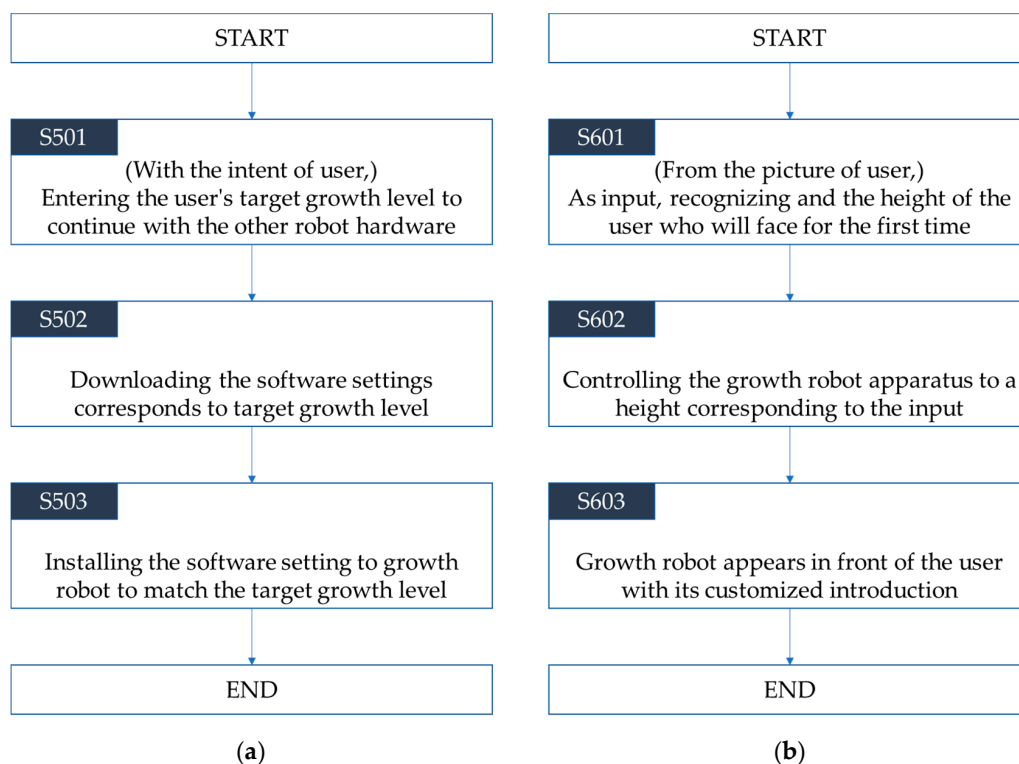 START
S501
(With the intent of user,)
Entering the user's target growth level to
continue with the other robot hardware
S502
Downloading the software settings
corresponds to target growth level
S503
Installing the software setting to growth
robot to match the target growth level
END
(a)
START
S601
(From the picture of user,)
As input, recognizing and the height of the
user who will face for the first time
S602
Controlling the growth robot apparatus to a
height corresponding to the input
S603
Growth robot appears in front of the user
with its customized introduction
END
(b)